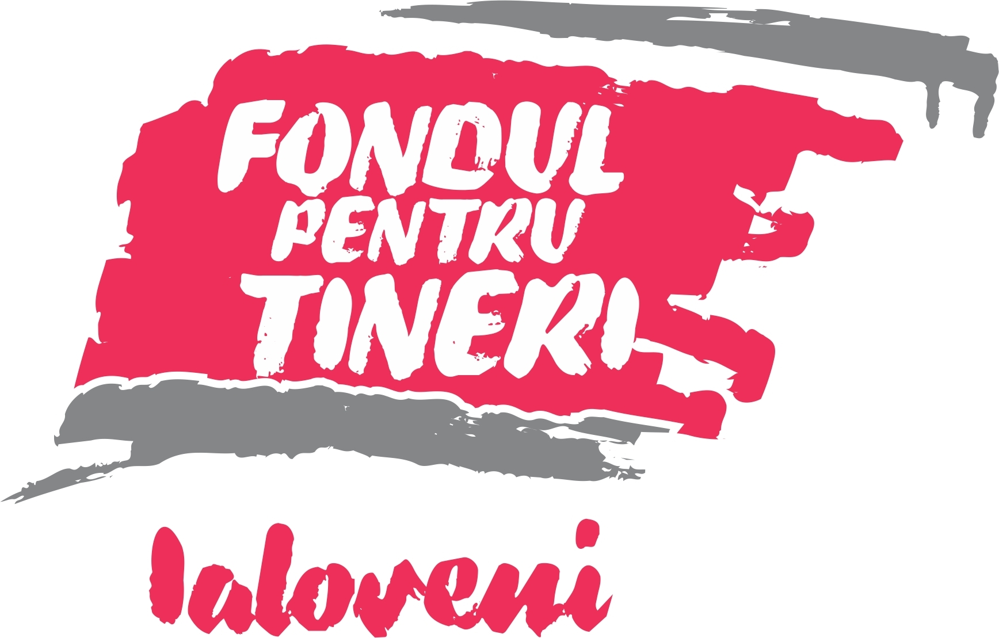 FONDUL
PENTRU
TINERI
Ialoveni